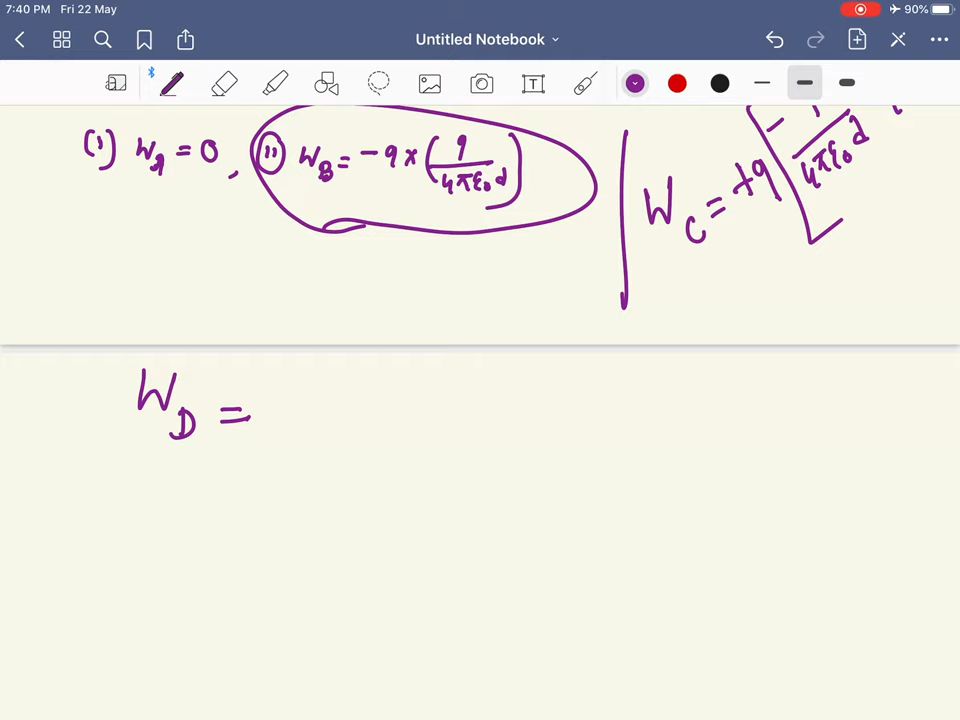 7:40 PM Fri 22 May 90%
Untitled Notebook
T
(i) W_A = 0, (ii) W_B = -q × (q / 4πε₀d)
W_C = +q [ - / 4πε₀d
W_D =